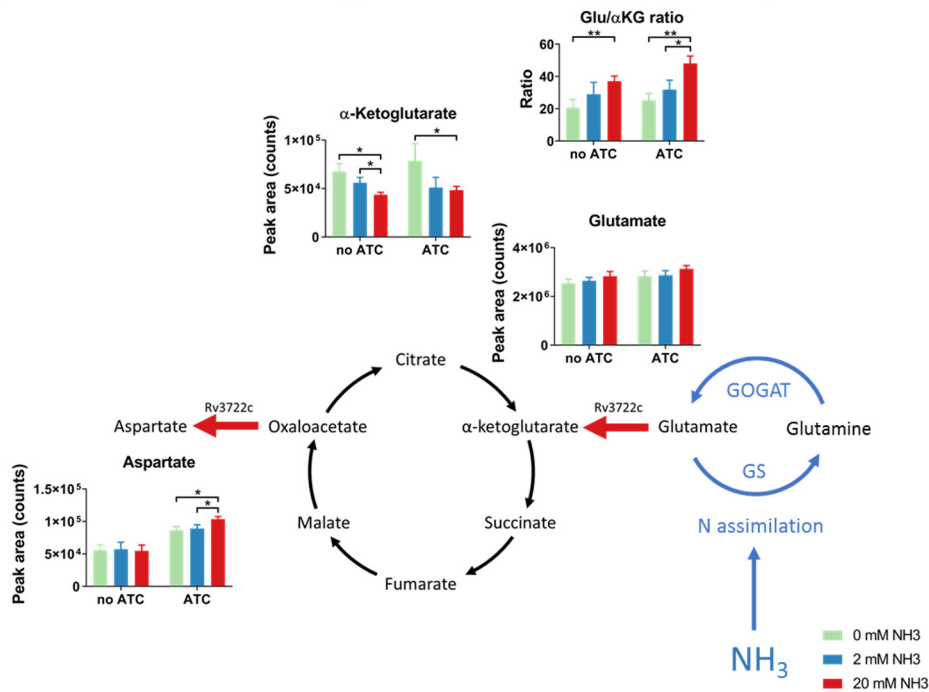 Glu/αKG ratio
Ratio
60
40
20
0
** ** *
no ATC ATC
α-Ketoglutarate
Peak area (counts)
1×10⁵
5×10⁴
0
* * *
no ATC ATC
Glutamate
Peak area (counts)
4×10⁶
2×10⁶
0
no ATC ATC
Citrate
GOGAT
Aspartate Rv3722c Oxaloacetate α-ketoglutarate Rv3722c Glutamate Glutamine
GS
Aspartate
Peak area (counts)
1.5×10⁵
1×10⁵
5×10⁴
0
* *
no ATC ATC
Malate Succinate N assimilation
Fumarate
NH₃
0 mM NH3
2 mM NH3
20 mM NH3